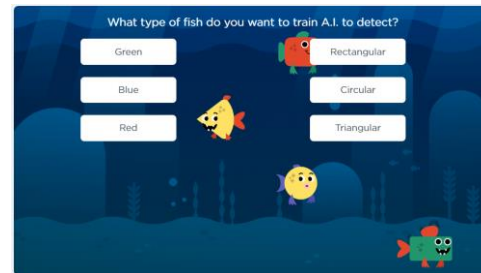 What type of fish do you want to train A.I. to detect?
Green
Rectangular
Blue
Circular
Red
Triangular